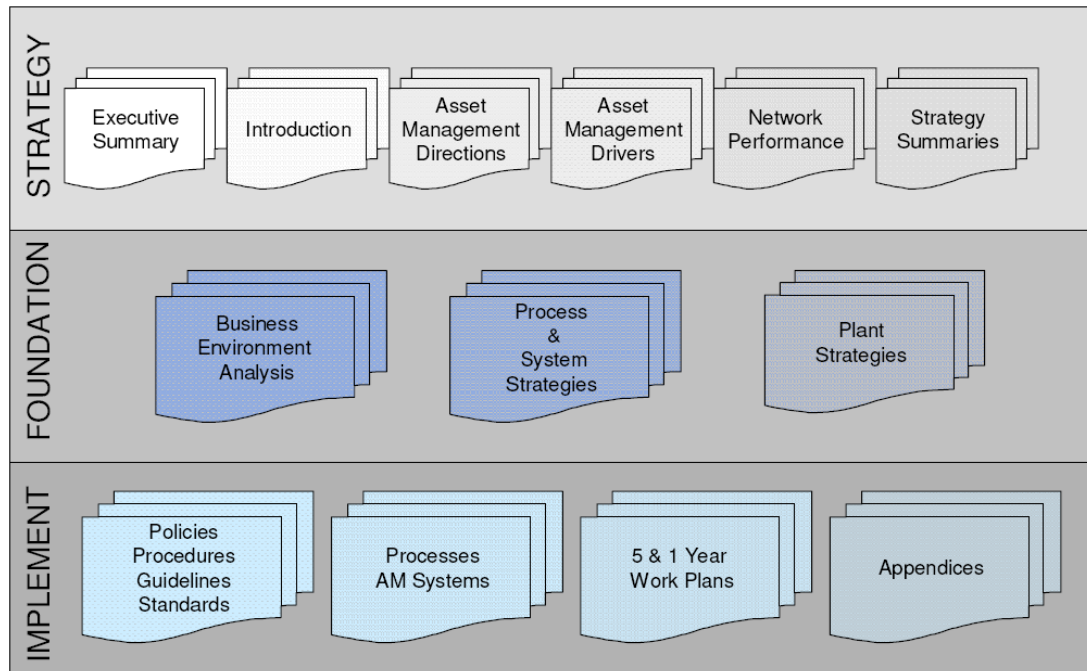 STRATEGY
Executive
Summary
Introduction
Asset
Management
Directions
Asset
Management
Drivers
Network
Performance
Strategy
Summaries
FOUNDATION
Business
Environment
Analysis
Process
&
System
Strategies
Plant
Strategies
IMPLEMENT
Policies
Procedures
Guidelines
Standards
Processes
AM Systems
5 & 1 Year
Work Plans
Appendices